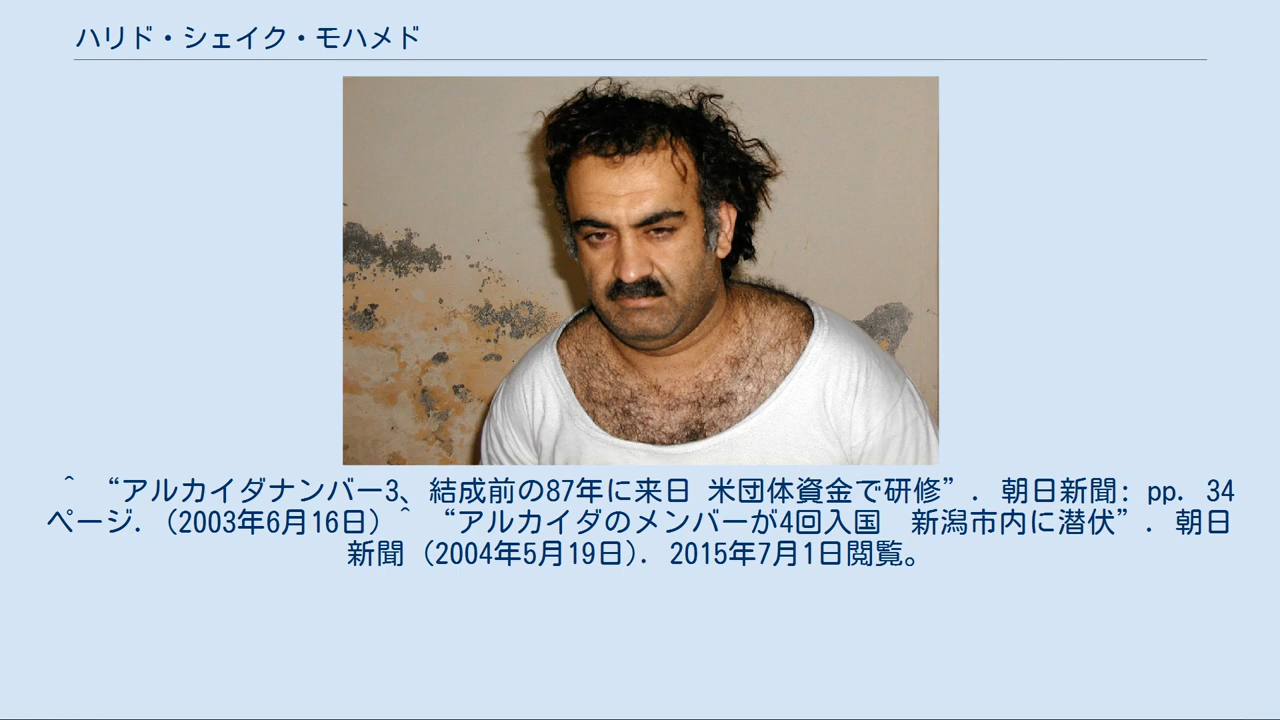 ハリド・シェイク・モハメド
^ “アルカイダナンバー3、結成前の87年に来日 米団体資金で研修”. 朝日新聞: pp. 34
ページ. (2003年6月16日) ^ “アルカイダのメンバーが4回入国　新潟市内に潜伏”. 朝日
新聞 (2004年5月19日). 2015年7月1日閲覧。